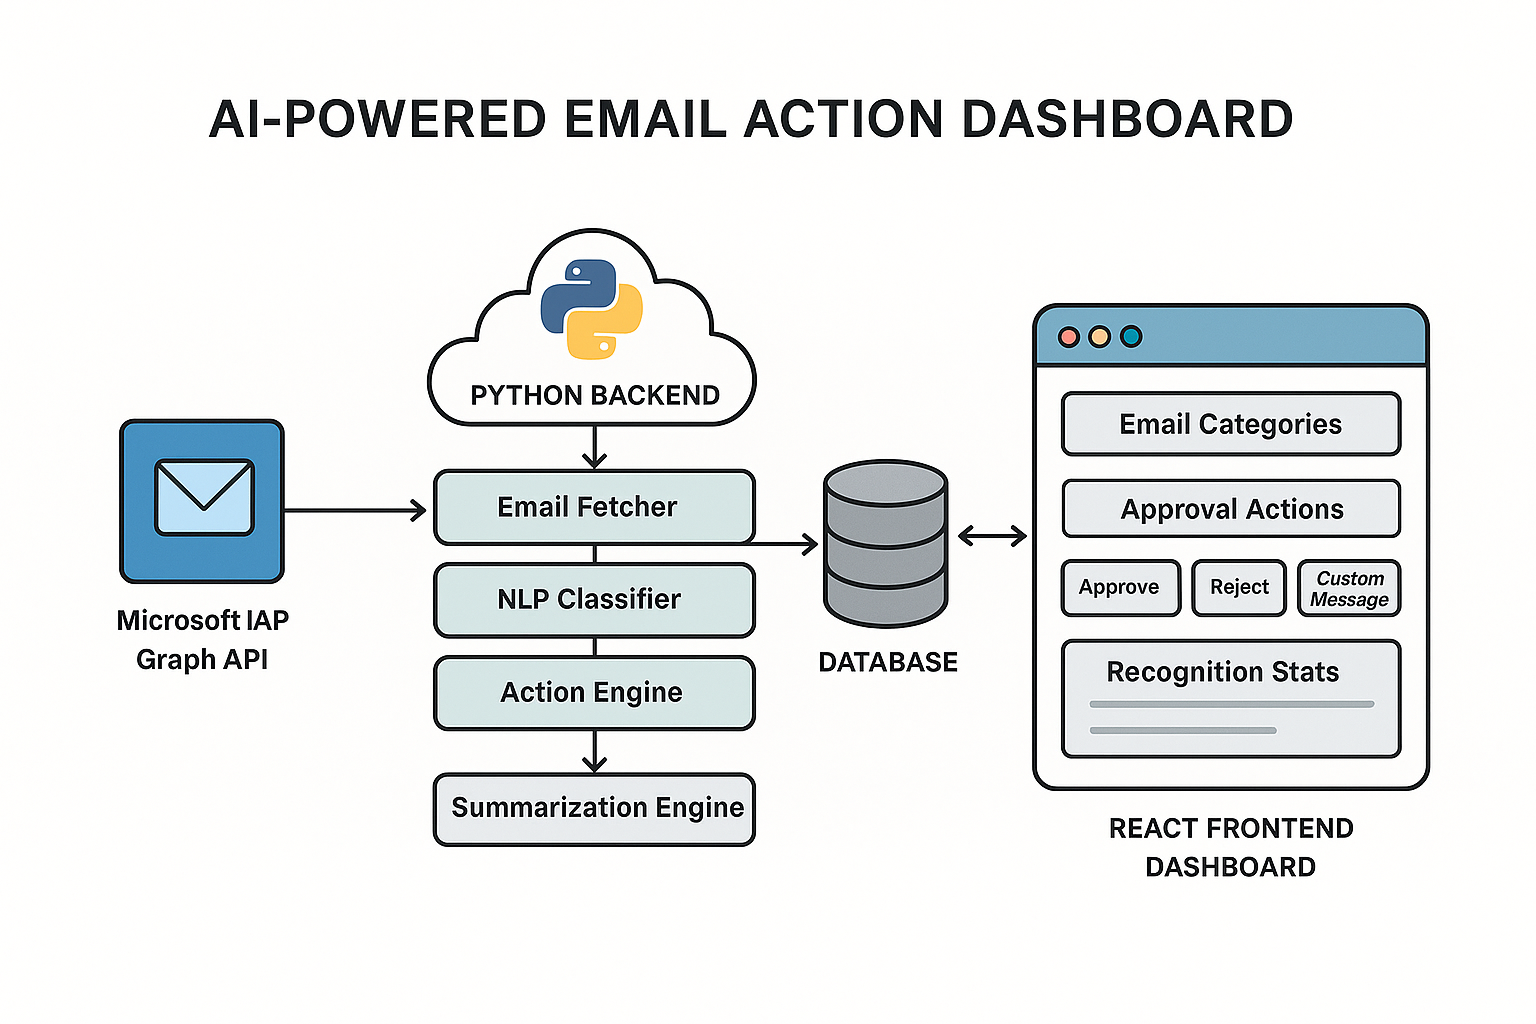 AI-POWERED EMAIL ACTION DASHBOARD
PYTHON BACKEND
Microsoft IAP
Graph API
Email Fetcher
NLP Classifier
Action Engine
Summarization Engine
DATABASE
Email Categories
Approval Actions
Approve
Reject
Custom
Message
Recognition Stats
REACT FRONTEND
DASHBOARD